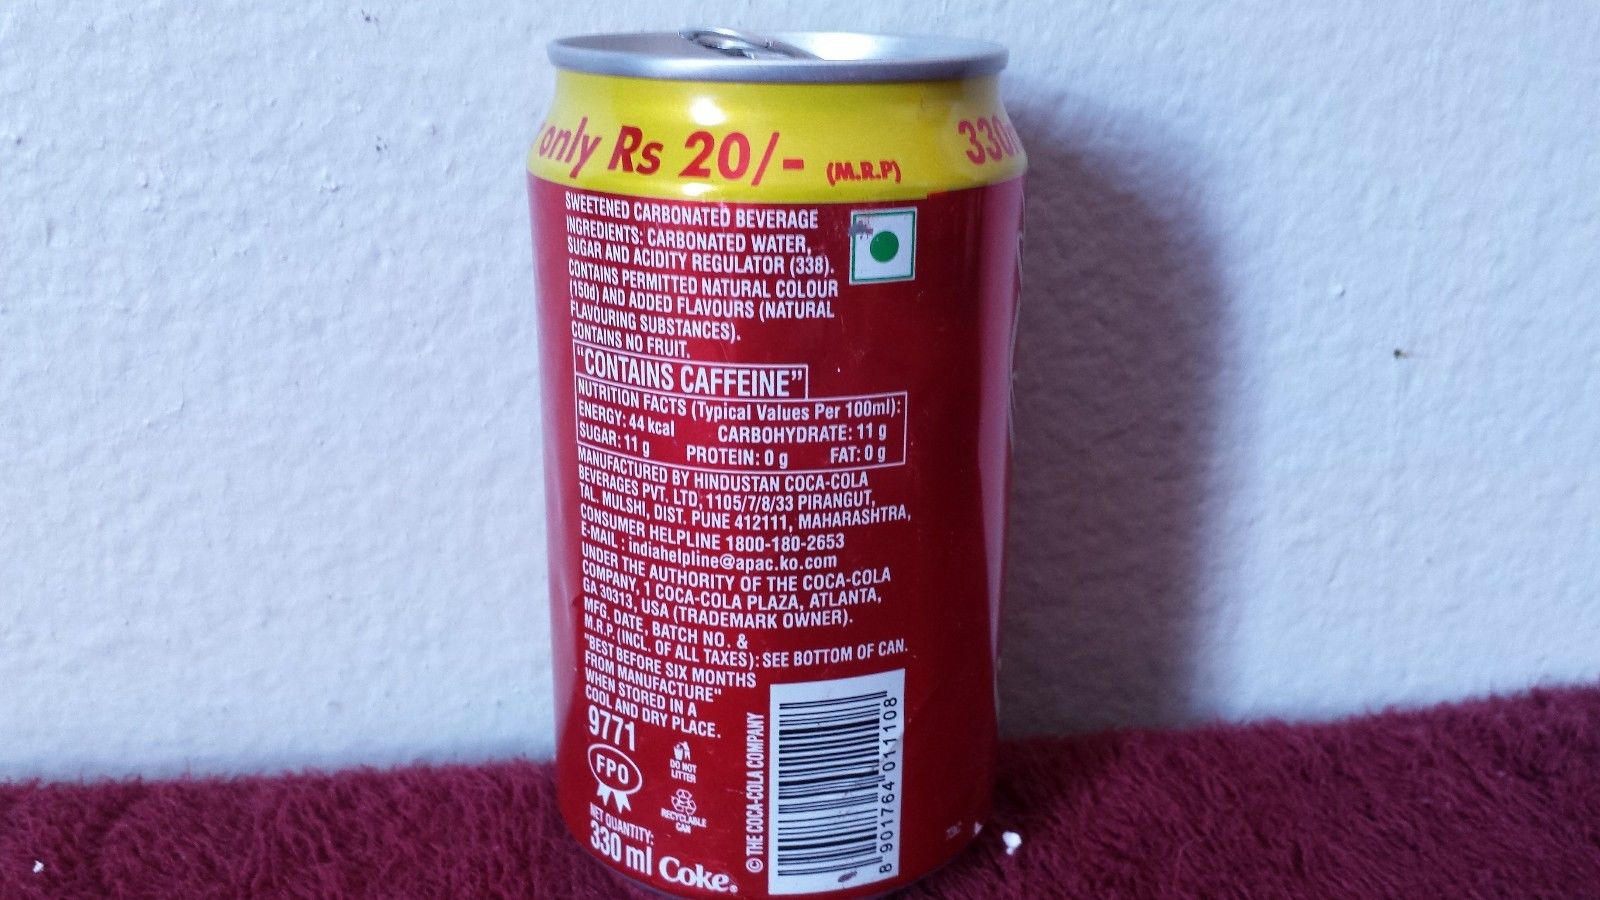 only Rs 20/- (M.R.P)
330
SWEETENED CARBONATED BEVERAGE
INGREDIENTS: CARBONATED WATER,
SUGAR AND ACIDITY REGULATOR (338).
CONTAINS PERMITTED NATURAL COLOUR
(150d) AND ADDED FLAVOURS (NATURAL
FLAVOURING SUBSTANCES).
CONTAINS NO FRUIT.
"CONTAINS CAFFEINE"
NUTRITION FACTS (Typical Values Per 100ml):
ENERGY: 44 kcal CARBOHYDRATE: 11 g
SUGAR: 11 g PROTEIN: 0 g FAT: 0 g
MANUFACTURED BY HINDUSTAN COCA-COLA
BEVERAGES PVT. LTD, 1105/7/8/33 PIRANGUT,
TAL. MULSHI, DIST. PUNE 412111, MAHARASHTRA,
CONSUMER HELPLINE 1800-180-2653
E-MAIL : indiahelpline@apac.ko.com
UNDER THE AUTHORITY OF THE COCA-COLA
COMPANY, 1 COCA-COLA PLAZA, ATLANTA,
GA 30313, USA (TRADEMARK OWNER).
MFG. DATE, BATCH NO. &
M.R.P. (INCL. OF ALL TAXES): SEE BOTTOM OF CAN.
"BEST BEFORE SIX MONTHS
FROM MANUFACTURE"
WHEN STORED IN A
COOL AND DRY PLACE.
9771
FPO
DO NOT
LITTER
RECYCLABLE
CAN
NET QUANTITY:
330 ml Coke
© THE COCA-COLA COMPANY
8 901764 011108